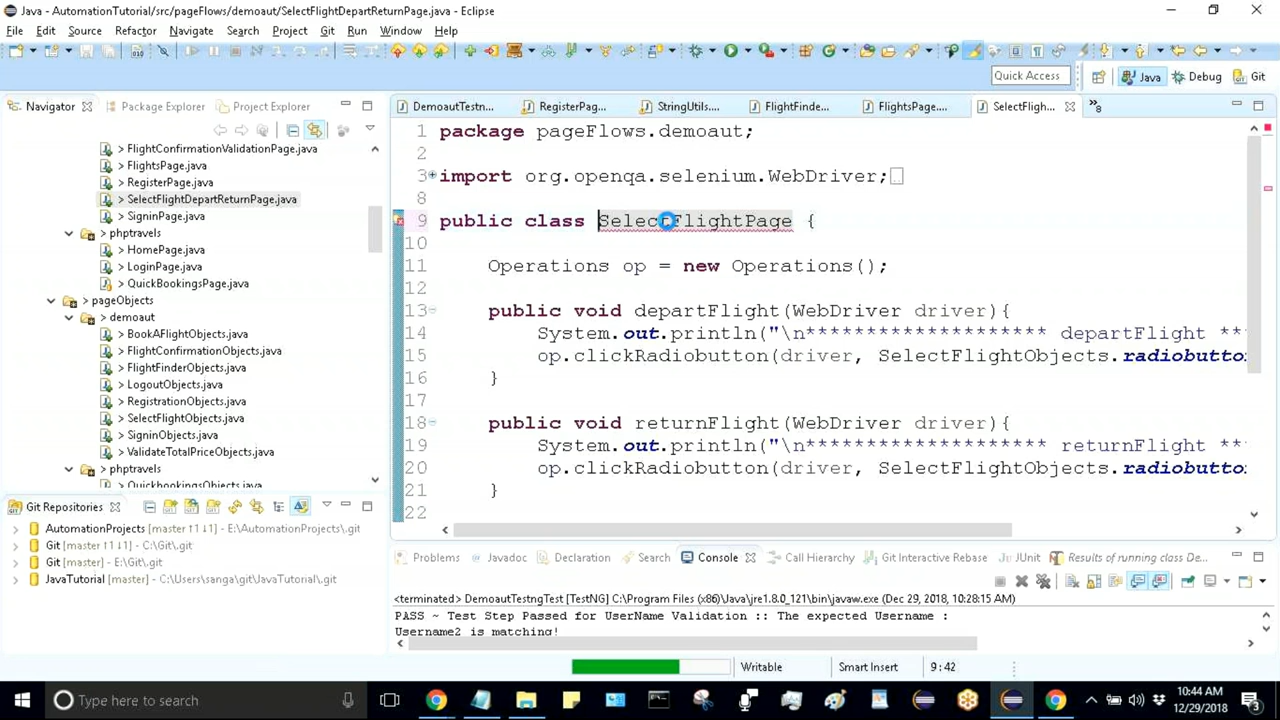 Java - AutomationTutorial/src/pageFlows/demoaut/SelectFlightDepartReturnPage.java - Eclipse
File Edit Source Refactor Navigate Search Project Git Run Window Help
Quick Access
Java
Debug
Git
Navigator
Package Explorer
Project Explorer
> FlightConfirmationValidationPage.java
> FlightsPage.java
> RegisterPage.java
> SelectFlightDepartReturnPage.java
> SigninPage.java
> phptravels
> HomePage.java
> LoginPage.java
> QuickBookingsPage.java
> pageObjects
> demoaut
> BookAFlightObjects.java
> FlightConfirmationObjects.java
> FlightFinderObjects.java
> LogoutObjects.java
> RegistrationObjects.java
> SelectFlightObjects.java
> SigninObjects.java
> ValidateTotalPriceObjects.java
> phptravels
> QuickbookingsObjects.java
Git Repositories
AutomationProjects [master ↑1 ↓1] - E:\AutomationProjects\.git
Git [master ↑1 ↓1] - C:\Git\.git
Git [master] - E:\Git\.git
JavaTutorial [master] - C:\Users\sanga\git\JavaTutorial\.git
DemoautTestn...
RegisterPag...
StringUtils....
FlightFinde...
FlightsPage....
SelectFligh...
»8
1 package pageFlows.demoaut;
2
3 import org.openqa.selenium.WebDriver;
8
9 public class SelectFlightPage {
10
11 Operations op = new Operations();
12
13 public void departFlight(WebDriver driver){
14 System.out.println("\n******************* departFlight **
15 op.clickRadiobutton(driver, SelectFlightObjects.radiobutto
16 }
17
18 public void returnFlight(WebDriver driver){
19 System.out.println("\n******************* returnFlight **
20 op.clickRadiobutton(driver, SelectFlightObjects.radiobutto
21 }
22
Problems
Javadoc
Declaration
Search
Console
Call Hierarchy
Git Interactive Rebase
JUnit
Results of running class De...
<terminated> DemoautTestngTest [TestNG] C:\Program Files (x86)\Java\jre1.8.0_121\bin\javaw.exe (Dec 29, 2018, 10:28:15 AM)
PASS ~ Test Step Passed for UserName Validation :: The expected Username :
Username2 is matching!
Writable
Smart Insert
9 : 42
Type here to search
10:44 AM
12/29/2018
3